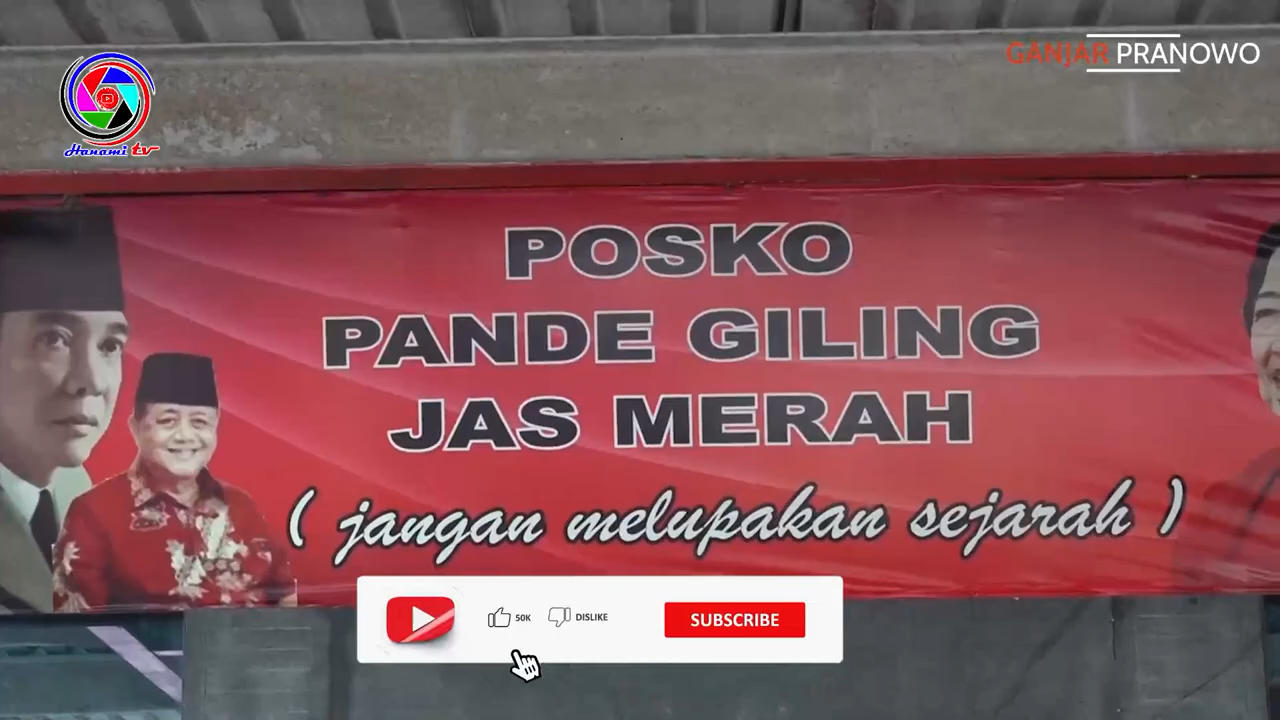 GANJAR PRANOWO
Hanami tv
POSKO
PANDE GILING
JAS MERAH
( jangan melupakan sejarah )
50K
DISLIKE
SUBSCRIBE